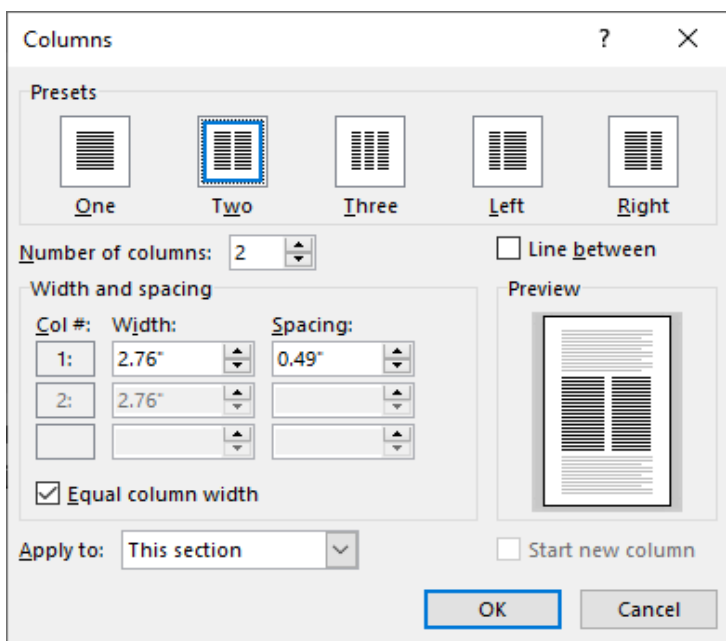 Columns ?
Presets
One Two Three Left Right
Number of columns: 2
Line between
Width and spacing
Preview
Col #: Width: Spacing:
1: 2.76" 0.49"
2: 2.76"
Equal column width
Apply to: This section
Start new column
OK Cancel